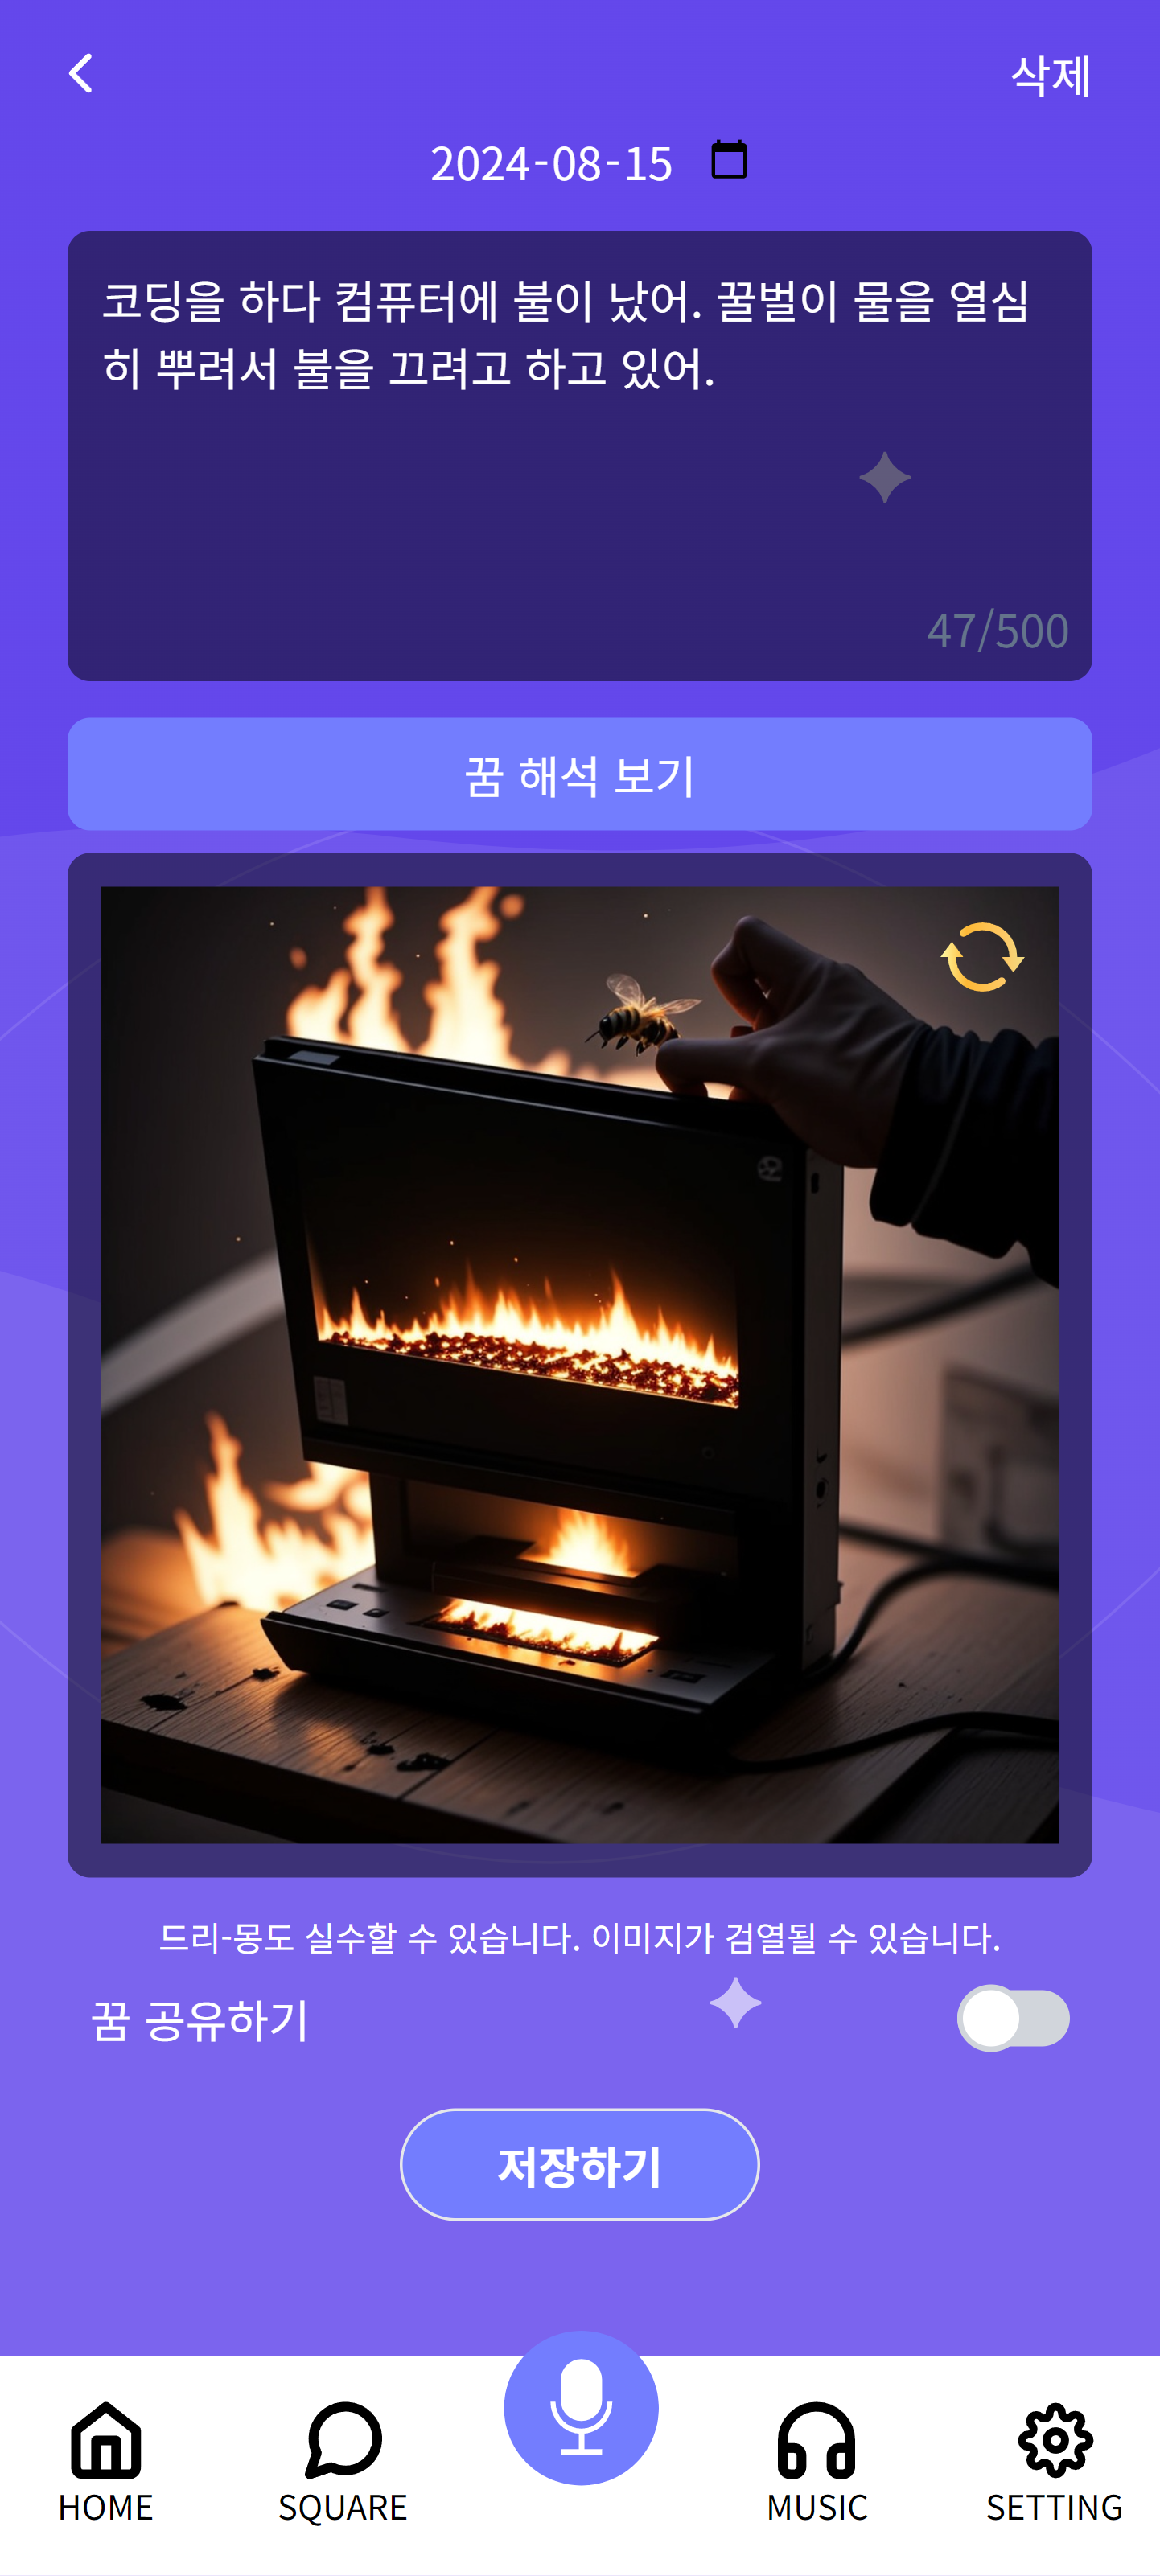 삭제
2024-08-15
코딩을 하다 컴퓨터에 불이 났어. 꿀벌이 물을 열심
히 뿌려서 불을 끄려고 하고 있어.
47/500
꿈 해석 보기
드리-몽도 실수할 수 있습니다. 이미지가 검열될 수 있습니다.
꿈 공유하기
저장하기
HOME
SQUARE
MUSIC
SETTING